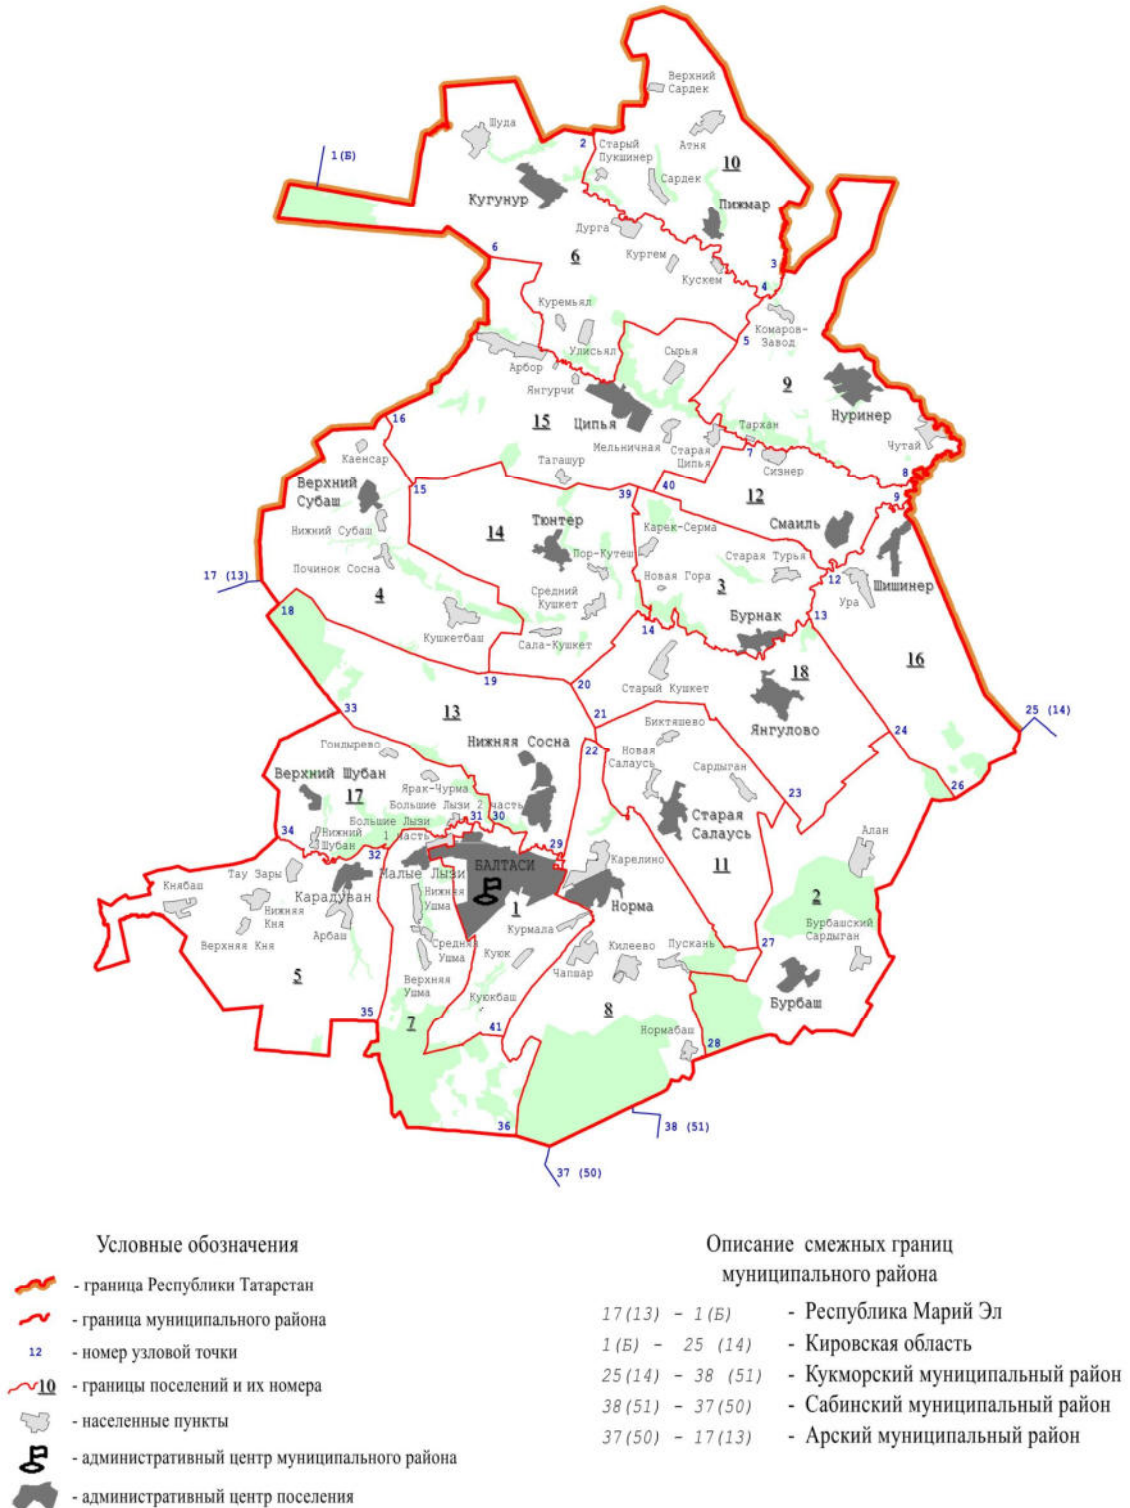 Верхний
Сардек
Шуда
2
Старый
Пукшинер
Атня
10
1 (Б)
Сардек
Кугунур
Пижмар
Дурга
6
6
Кургем
3
Кускем
4
Куремьял
Комаров-
Завод
5
Улисьял
Сырья
Арбор
9
Янгурчи
Нуринер
16
15
Ципья
Тархан
Мельничная
Старая
Ципья
Чутай
Каенсар
7
Сизнер
Тагашур
8
Верхний
Субаш
15
39
40
12
9
Нижний Субаш
14
Тюнтер
Карек-Серма
Смаиль
Пор-Кутеш
Старая Турья
Починок Сосна
17 (13)
Новая Гора
3
12
Шишинер
4
Средний
Кушкет
Ура
18
Бурнак
13
Кушкетбаш
14
Сала-Кушкет
16
18
19
20
Старый Кушкет
33
13
21
Биктяшево
Янгулово
25 (14)
24
Гондырево
Нижняя Сосна
22
Новая
Салаусь
Сардыган
Верхний Шубан
Ярак-Чурма
26
17
Большие Лызи 2 часть
23
Большие Лызи
1 часть
31
30
Старая
Салаусь
34
Нижний
Шубан
29
Алан
32
Карелино
11
Тау Зары
Малые Лызи
БАЛТАСИ
Княбаш
Карадуван
Нижняя
Ушма
2
Нижняя
Кня
1
Норма
Бурбашский
Сардыган
Арбаш
Курмала
Верхняя Кня
Средняя
Ушма
Килеево
Пускань
27
Куюк
5
Чапшар
Верхняя
Ушма
Бурбаш
Куюкбаш
35
7
8
41
Нормабаш
28
36
38 (51)
37 (50)
Условные обозначения
- граница Республики Татарстан
- граница муниципального района
12 - номер узловой точки
10 - границы поселений и их номера
- населенные пункты
- административный центр муниципального района
- административный центр поселения
Описание смежных границ
муниципального района
17(13) – 1(Б) - Республика Марий Эл
1(Б) – 25 (14) - Кировская область
25(14) – 38 (51) - Кукморский муниципальный район
38(51) – 37(50) - Сабинский муниципальный район
37(50) – 17(13) - Арский муниципальный район